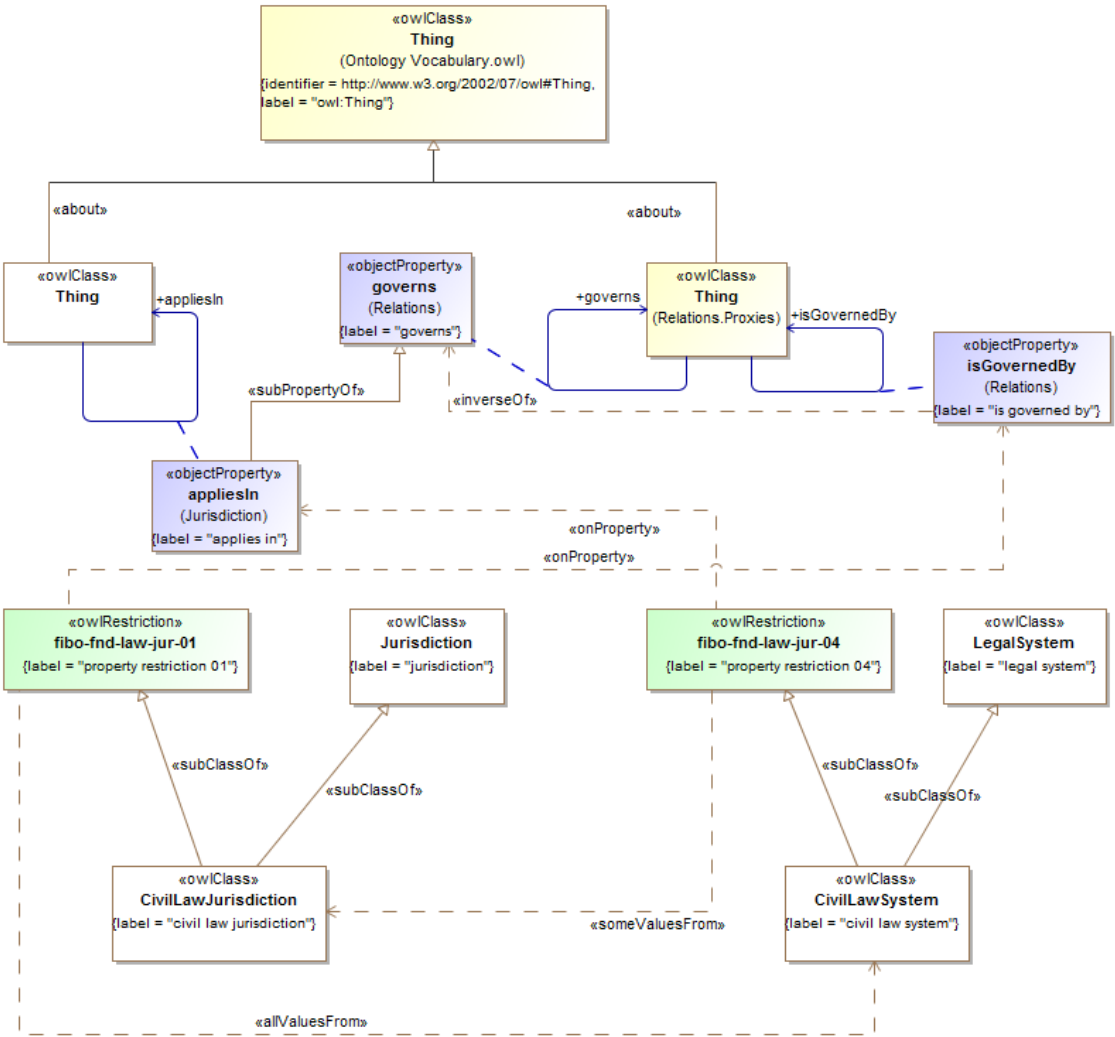 «owlClass»
Thing
(Ontology Vocabulary.owl)
{identifier = http://www.w3.org/2002/07/owl#Thing,
label = "owl:Thing"}
«about»
«about»
«owlClass»
Thing
+appliesIn
«objectProperty»
governs
(Relations)
{label = "governs"}
+governs
«owlClass»
Thing
(Relations.Proxies)
+isGovernedBy
«objectProperty»
isGovernedBy
(Relations)
{label = "is governed by"}
«subPropertyOf»
«inverseOf»
«objectProperty»
appliesIn
(Jurisdiction)
{label = "applies in"}
«onProperty»
«onProperty»
«owlRestriction»
fibo-fnd-law-jur-01
{label = "property restriction 01"}
«owlClass»
Jurisdiction
{label = "jurisdiction"}
«owlRestriction»
fibo-fnd-law-jur-04
{label = "property restriction 04"}
«owlClass»
LegalSystem
{label = "legal system"}
«subClassOf»
«subClassOf»
«subClassOf»
«subClassOf»
«owlClass»
CivilLawJurisdiction
{label = "civil law jurisdiction"}
«someValuesFrom»
«owlClass»
CivilLawSystem
{label = "civil law system"}
«allValuesFrom»